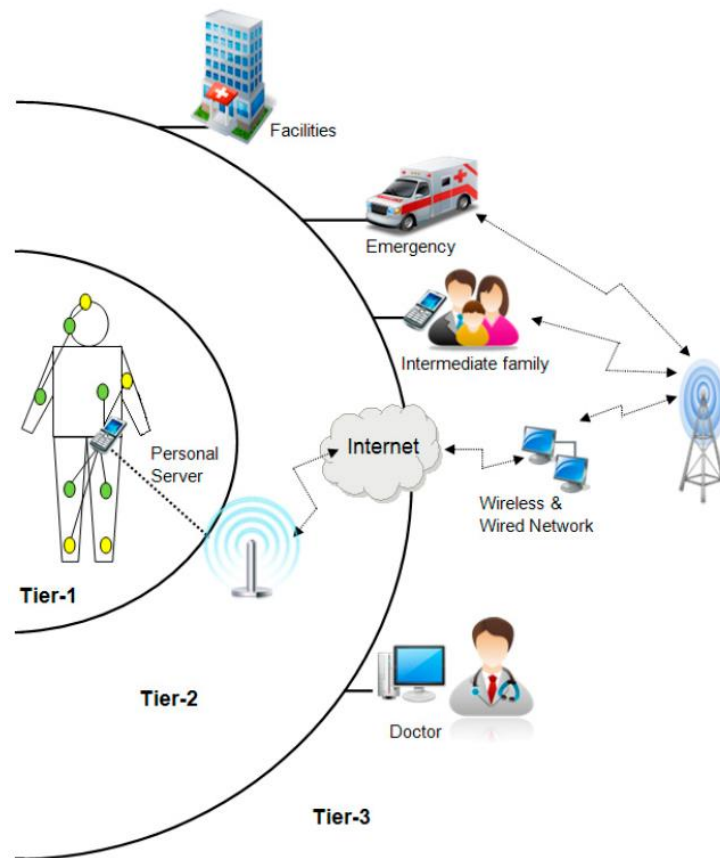 Facilities
Emergency
Intermediate family
Internet
Personal
Server
Wireless &
Wired Network
Tier-1
Tier-2
Doctor
Tier-3